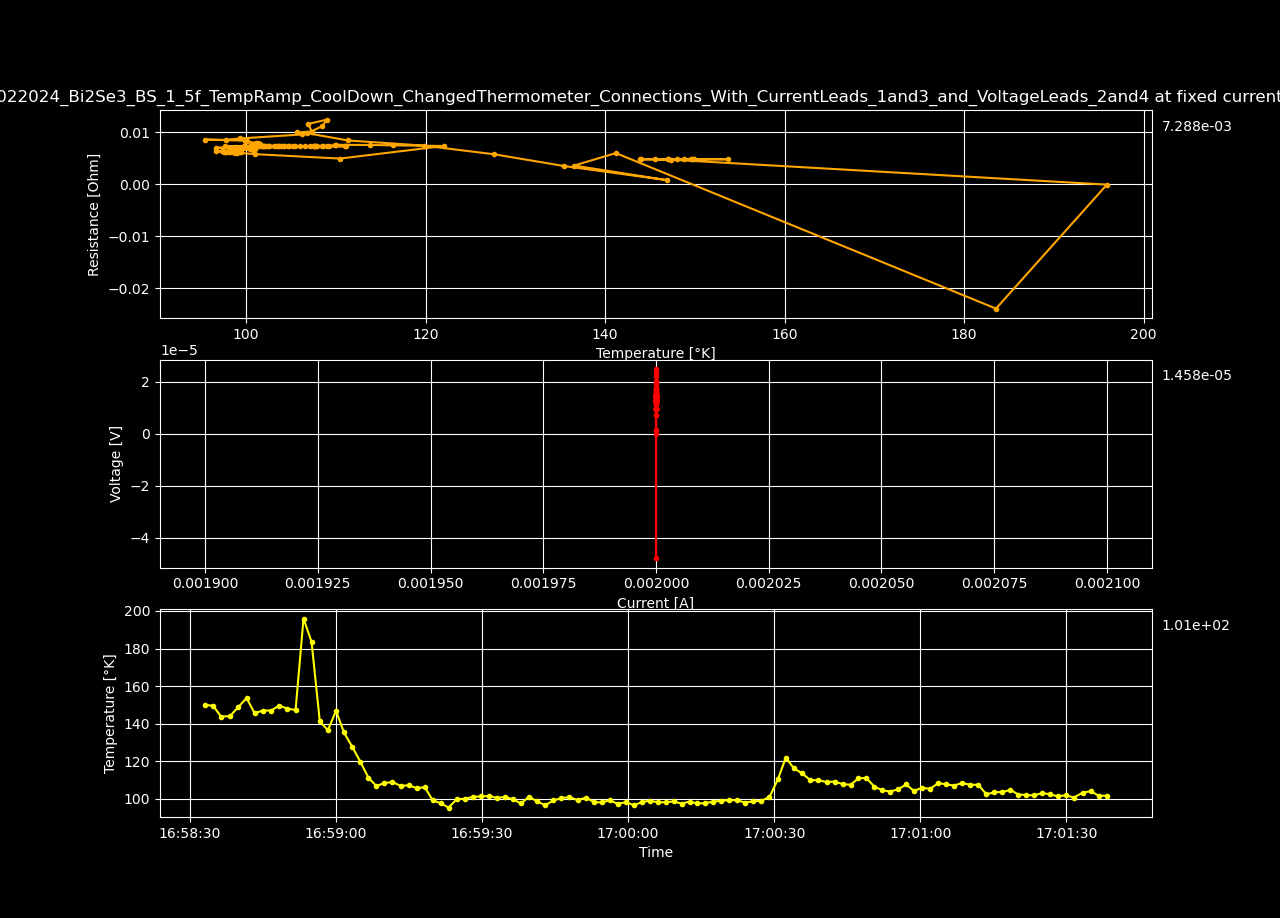 022024_Bi2Se3_BS_1_5f_TempRamp_CoolDown_ChangedThermometer_Connections_With_CurrentLeads_1and3_and_VoltageLeads_2and4 at fixed current
7.288e-03
Resistance [Ohm]
0.01
0.00
−0.01
−0.02
100 120 140 160 180 200
Temperature [°K]
1e−5
1.458e-05
Voltage [V]
2
0
−2
−4
0.001900 0.001925 0.001950 0.001975 0.002000 0.002025 0.002050 0.002075 0.002100
Current [A]
1.01e+02
Temperature [°K]
200
180
160
140
120
100
16:58:30 16:59:00 16:59:30 17:00:00 17:00:30 17:01:00 17:01:30
Time